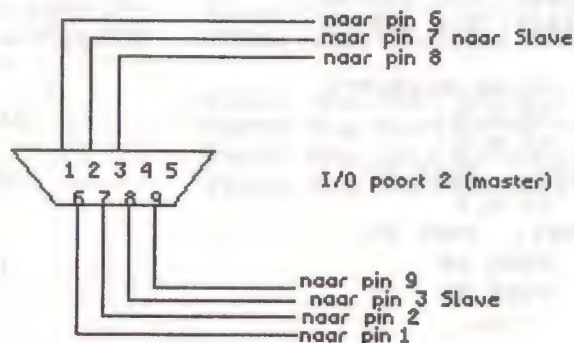 naar pin 6
naar pin 7 naar Slave
naar pin 8
1 2 3 4 5
I/O poort 2 (master)
6 7 8 9
naar pin 9
naar pin 3 Slave
naar pin 2
naar pin 1